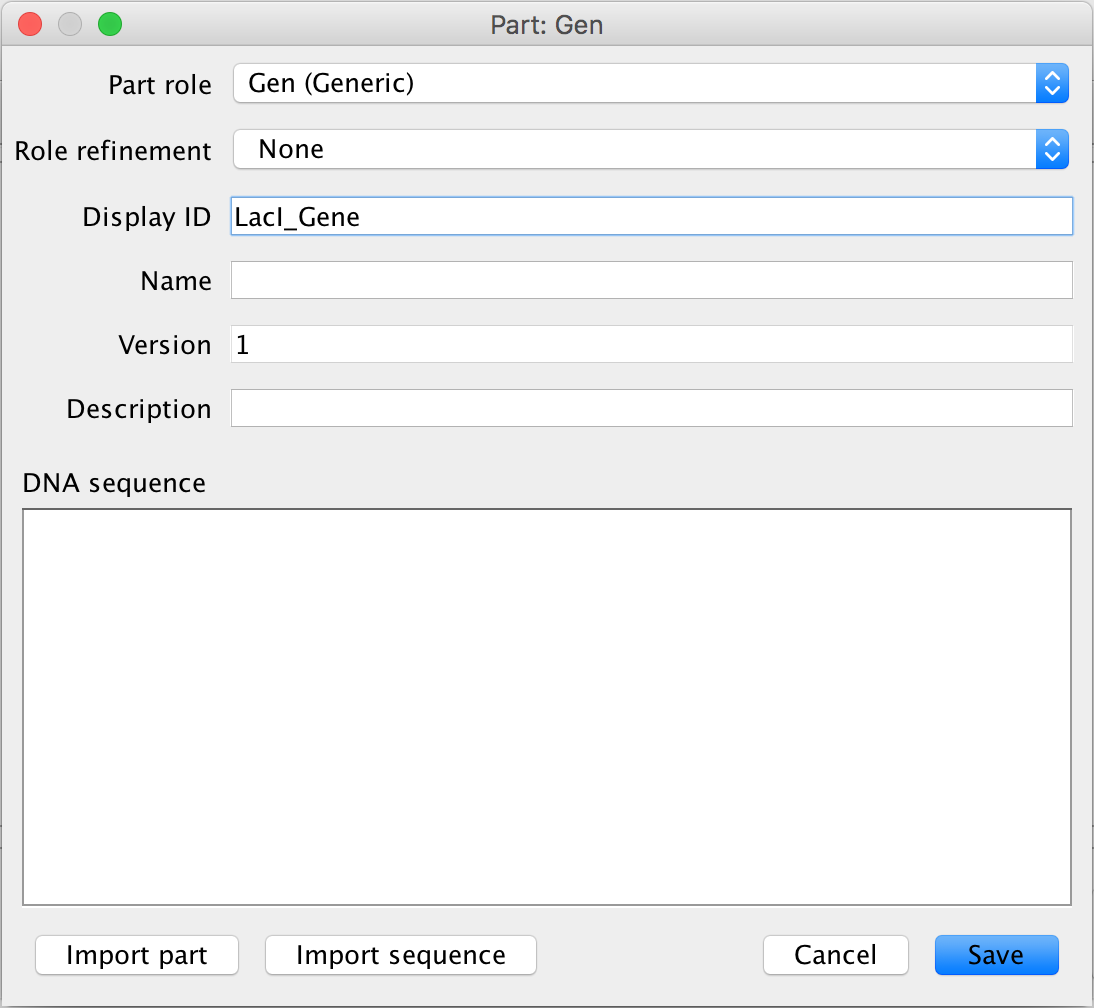 Part: Gen
Part role Gen (Generic)
Role refinement None
Display ID LacI_Gene
Name
Version 1
Description
DNA sequence
Import part Import sequence Cancel Save